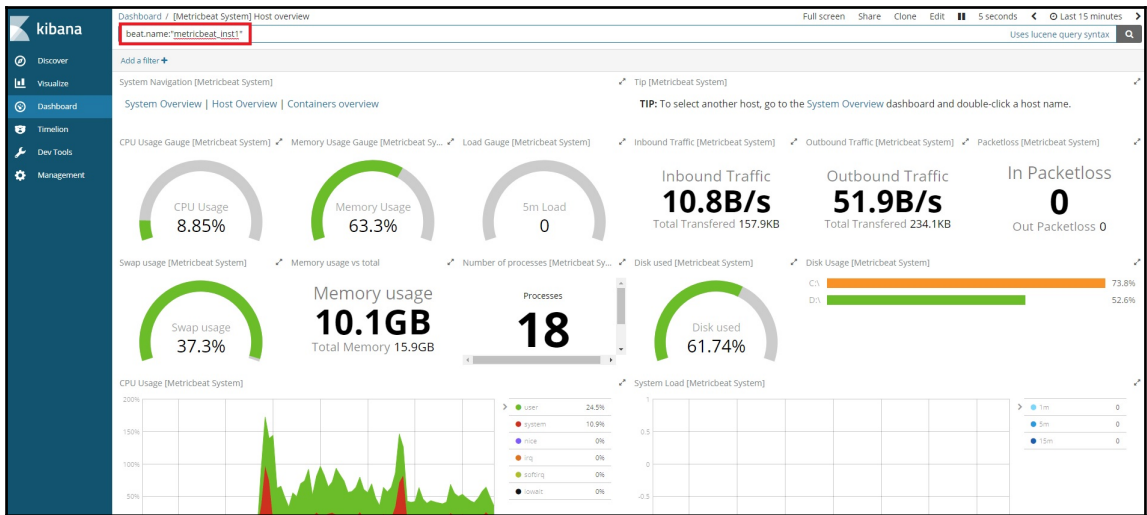 kibana
Discover
Visualize
Dashboard
Timelion
Dev Tools
Management
Dashboard / [Metricbeat System] Host overview
Full screen Share Clone Edit 5 seconds Last 15 minutes
beat.name:"metricbeat_inst1"
Uses lucene query syntax
Add a filter +
System Navigation [Metricbeat System]
System Overview | Host Overview | Containers overview
Tip [Metricbeat System]
TIP: To select another host, go to the System Overview dashboard and double-click a host name.
CPU Usage Gauge [Metricbeat System]
CPU Usage
8.85%
Memory Usage Gauge [Metricbeat Sy...
Memory Usage
63.3%
Load Gauge [Metricbeat System]
5m Load
0
Inbound Traffic [Metricbeat System]
Inbound Traffic
10.8B/s
Total Transfered 157.9KB
Outbound Traffic [Metricbeat System]
Outbound Traffic
51.9B/s
Total Transfered 234.1KB
Packetloss [Metricbeat System]
In Packetloss
0
Out Packetloss 0
Swap usage [Metricbeat System]
Swap usage
37.3%
Memory usage vs total
Memory usage
10.1GB
Total Memory 15.9GB
Number of processes [Metricbeat Sy...
Processes
18
Disk used [Metricbeat System]
Disk used
61.74%
Disk Usage [Metricbeat System]
C:\ 73.8%
D:\ 52.6%
CPU Usage [Metricbeat System]
200%
150%
100%
50%
user 24.5%
system 10.9%
nice 0%
irq 0%
softirq 0%
iowait 0%
System Load [Metricbeat System]
1
0.5
0
-0.5
1m 0
5m 0
15m 0